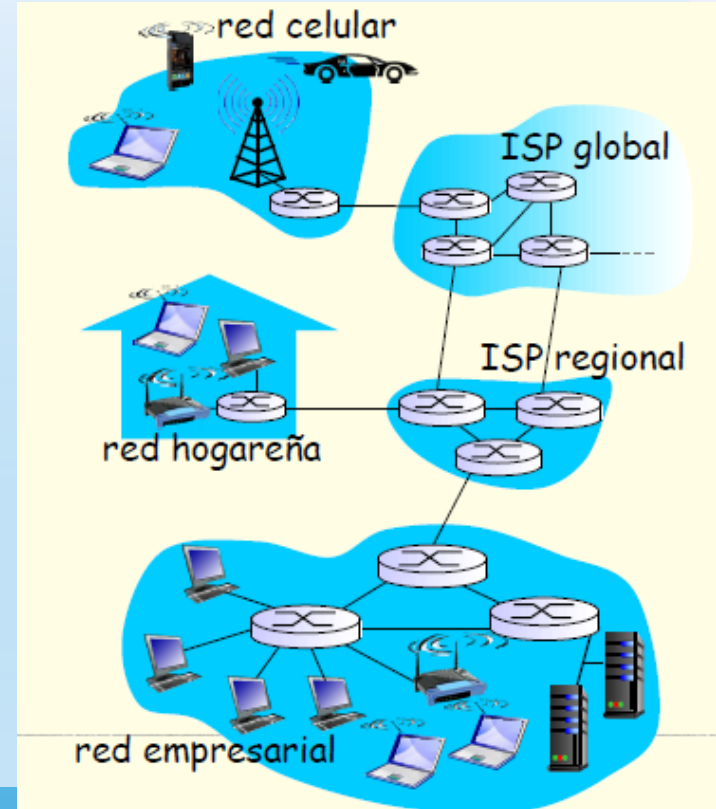 red celular
ISP global
ISP regional
red hogareña
red empresarial